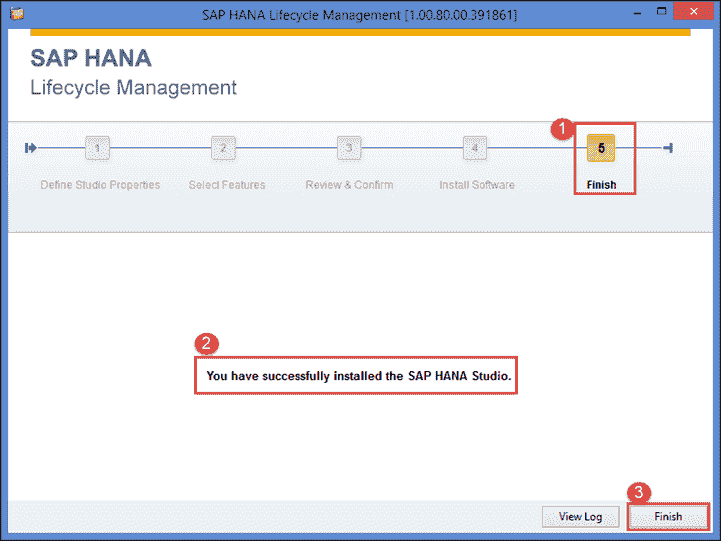 SAP HANA Lifecycle Management [1.00.80.00.391861]
SAP HANA
Lifecycle Management
1
1 2 3 4 5
Define Studio Properties Select Features Review & Confirm Install Software Finish
2
You have successfully installed the SAP HANA Studio.
3
View Log Finish